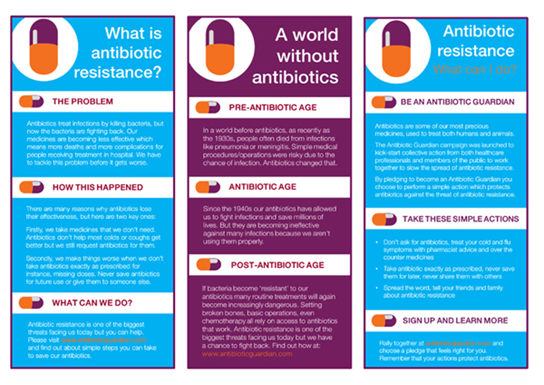 What is
antibiotic
resistance?
THE PROBLEM
Antibiotics treat infections by killing bacteria, but
now the bacteria are fighting back. Our
medicines are becoming less effective which
means more deaths and more complications for
people receiving treatment in hospital. We have
to tackle this problem before it gets worse.
HOW THIS HAPPENED
There are many reasons why antibiotics lose
their effectiveness, but here are two key ones:
Firstly, we take medicines that we don't need.
Antibiotics don't help most colds or coughs get
better but we still request antibiotics for them.
Secondly, we make things worse when we don't
take antibiotics exactly as prescribed for
instance, missing doses. Never save antibiotics
for future use or give them to someone else.
WHAT CAN WE DO?
Antibiotic resistance is one of the biggest
threats facing us today but you can help.
Please visit www.antibioticguardian.com
and find out about simple steps you can take
to save our antibiotics.
A world
without
antibiotics
PRE-ANTIBIOTIC AGE
In a world before antibiotics, as recently as
the 1930s, people often died from infections
like pneumonia or meningitis. Simple medical
procedures/operations were risky due to the
chance of infection. Antibiotics changed that.
ANTIBIOTIC AGE
Since the 1940s our antibiotics have allowed
us to fight infections and save millions of
lives. But they are becoming ineffective
against many infections because we aren't
using them properly.
POST-ANTIBIOTIC AGE
If bacteria become 'resistant' to our
antibiotics many routine treatments will again
become increasingly dangerous. Setting
broken bones, basic operations, even
chemotherapy all rely on access to antibiotics
that work. Antibiotic resistance is one of the
biggest threats facing us today but we have
a chance to fight back. Find out how at:
www.antibioticguardian.com
Antibiotic
resistance
What can I do?
BE AN ANTIBIOTIC GUARDIAN
Antibiotics are some of our most precious
medicines, used to treat both humans and animals.
The Antibiotic Guardian campaign was launched to
kick-start collective action from both healthcare
professionals and members of the public to work
together to slow the spread of antibiotic resistance.
By pledging to become an Antibiotic Guardian you
choose to perform a simple action which protects
antibiotics against the threat of antibiotic resistance.
TAKE THESE SIMPLE ACTIONS
• Don't ask for antibiotics, treat your cold and flu
symptoms with pharmacist advice and over the
counter medicines
• Take antibiotic exactly as prescribed, never save
them for later, never share them with others
• Spread the word, tell your friends and family
about antibiotic resistance
SIGN UP AND LEARN MORE
Rally together at antibioticguardian.com and
choose a pledge that feels right for you.
Remember that your actions protect antibiotics.